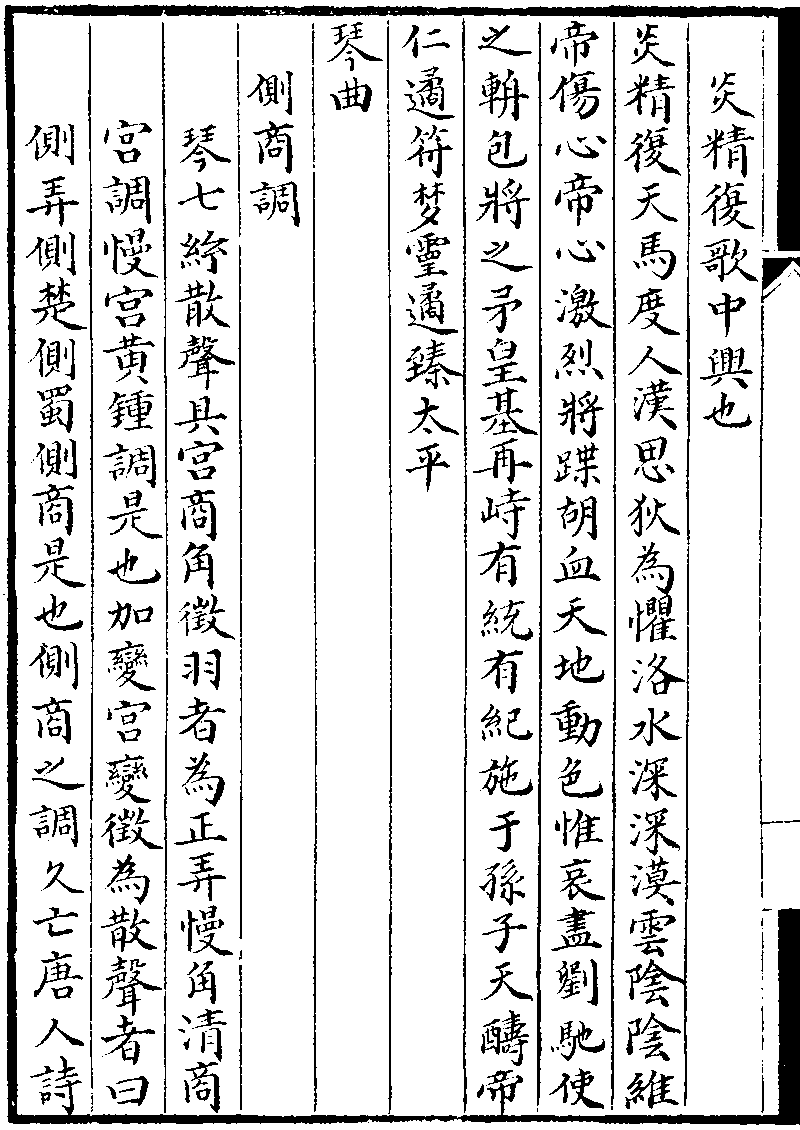 炎精復歌中興也
炎精復天馬度人漢思狄為懼洛水深深漠雲陰陰維
帝傷心帝心激烈將蹀胡血天地動色惟哀盡劉馳使
之輈包將之矛皇基再峙有統有紀施于孫子天醻帝
仁遹符梦靈遹臻太平
琴曲
側商調
琴七絃散聲具宮商角徵羽者為正弄慢角清商
宮調慢宮黃鍾調是也加變宮變徵為散聲者曰
側弄側楚側蜀側商是也側商之調久亡唐人詩